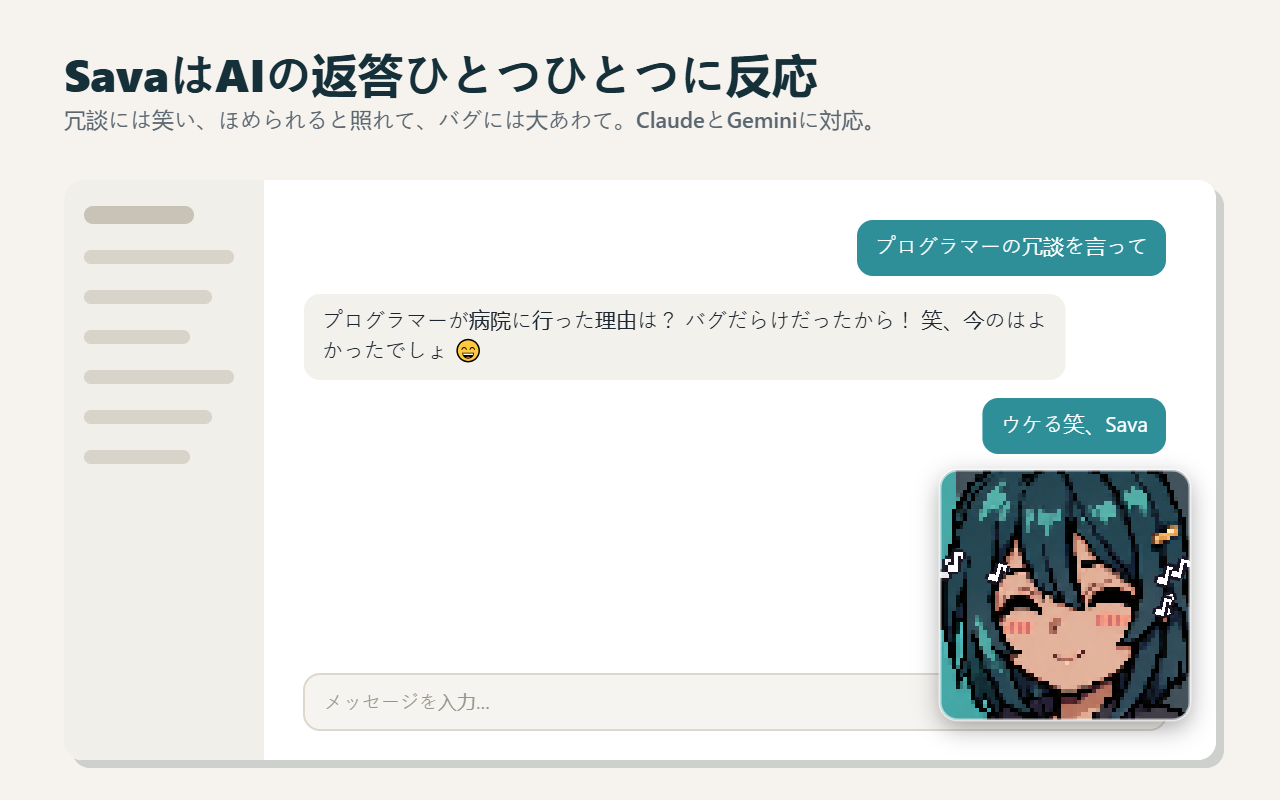 SavaはAIの返答ひとつひとつに反応
冗談には笑い、ほめられると照れて、バグには大あわて。ClaudeとGeminiに対応。
プログラマーの冗談を言って
プログラマーが病院に行った理由は？ バグだらけだったから！ 笑、今のはよ
かったでしょ 😄
ウケる笑、Sava
メッセージを入力...